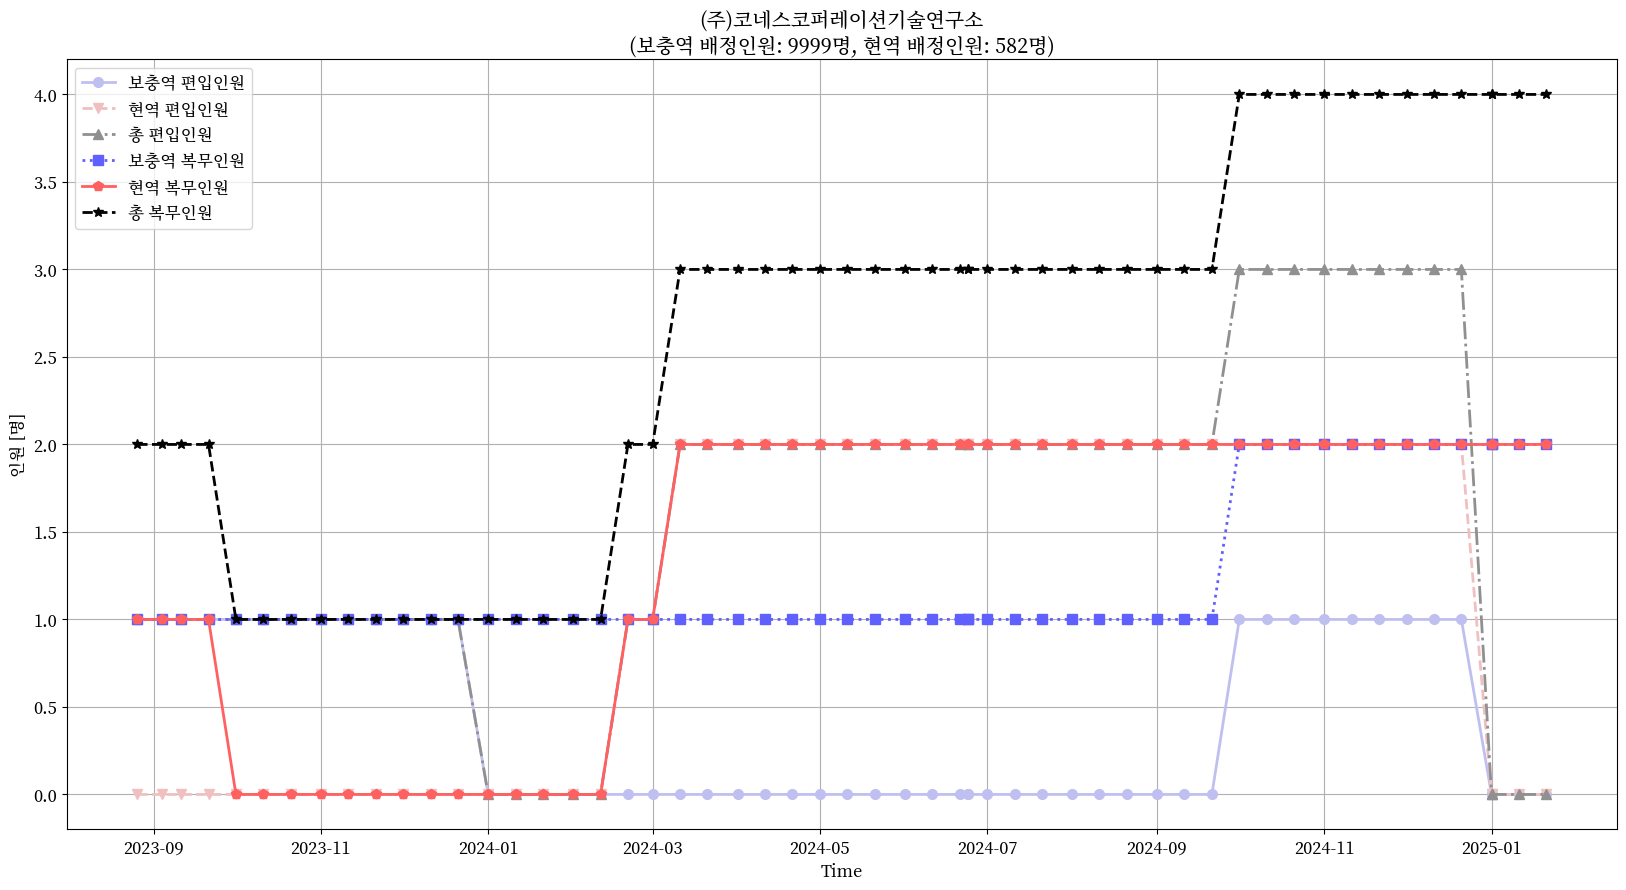 (주)코네스코퍼레이션기술연구소
(보충역 배정인원: 9999명, 현역 배정인원: 582명)
보충역 편입인원
현역 편입인원
총 편입인원
보충역 복무인원
현역 복무인원
총 복무인원
인원 [명]
4.0
3.5
3.0
2.5
2.0
1.5
1.0
0.5
0.0
2023-09
2023-11
2024-01
2024-03
2024-05
2024-07
2024-09
2024-11
2025-01
Time